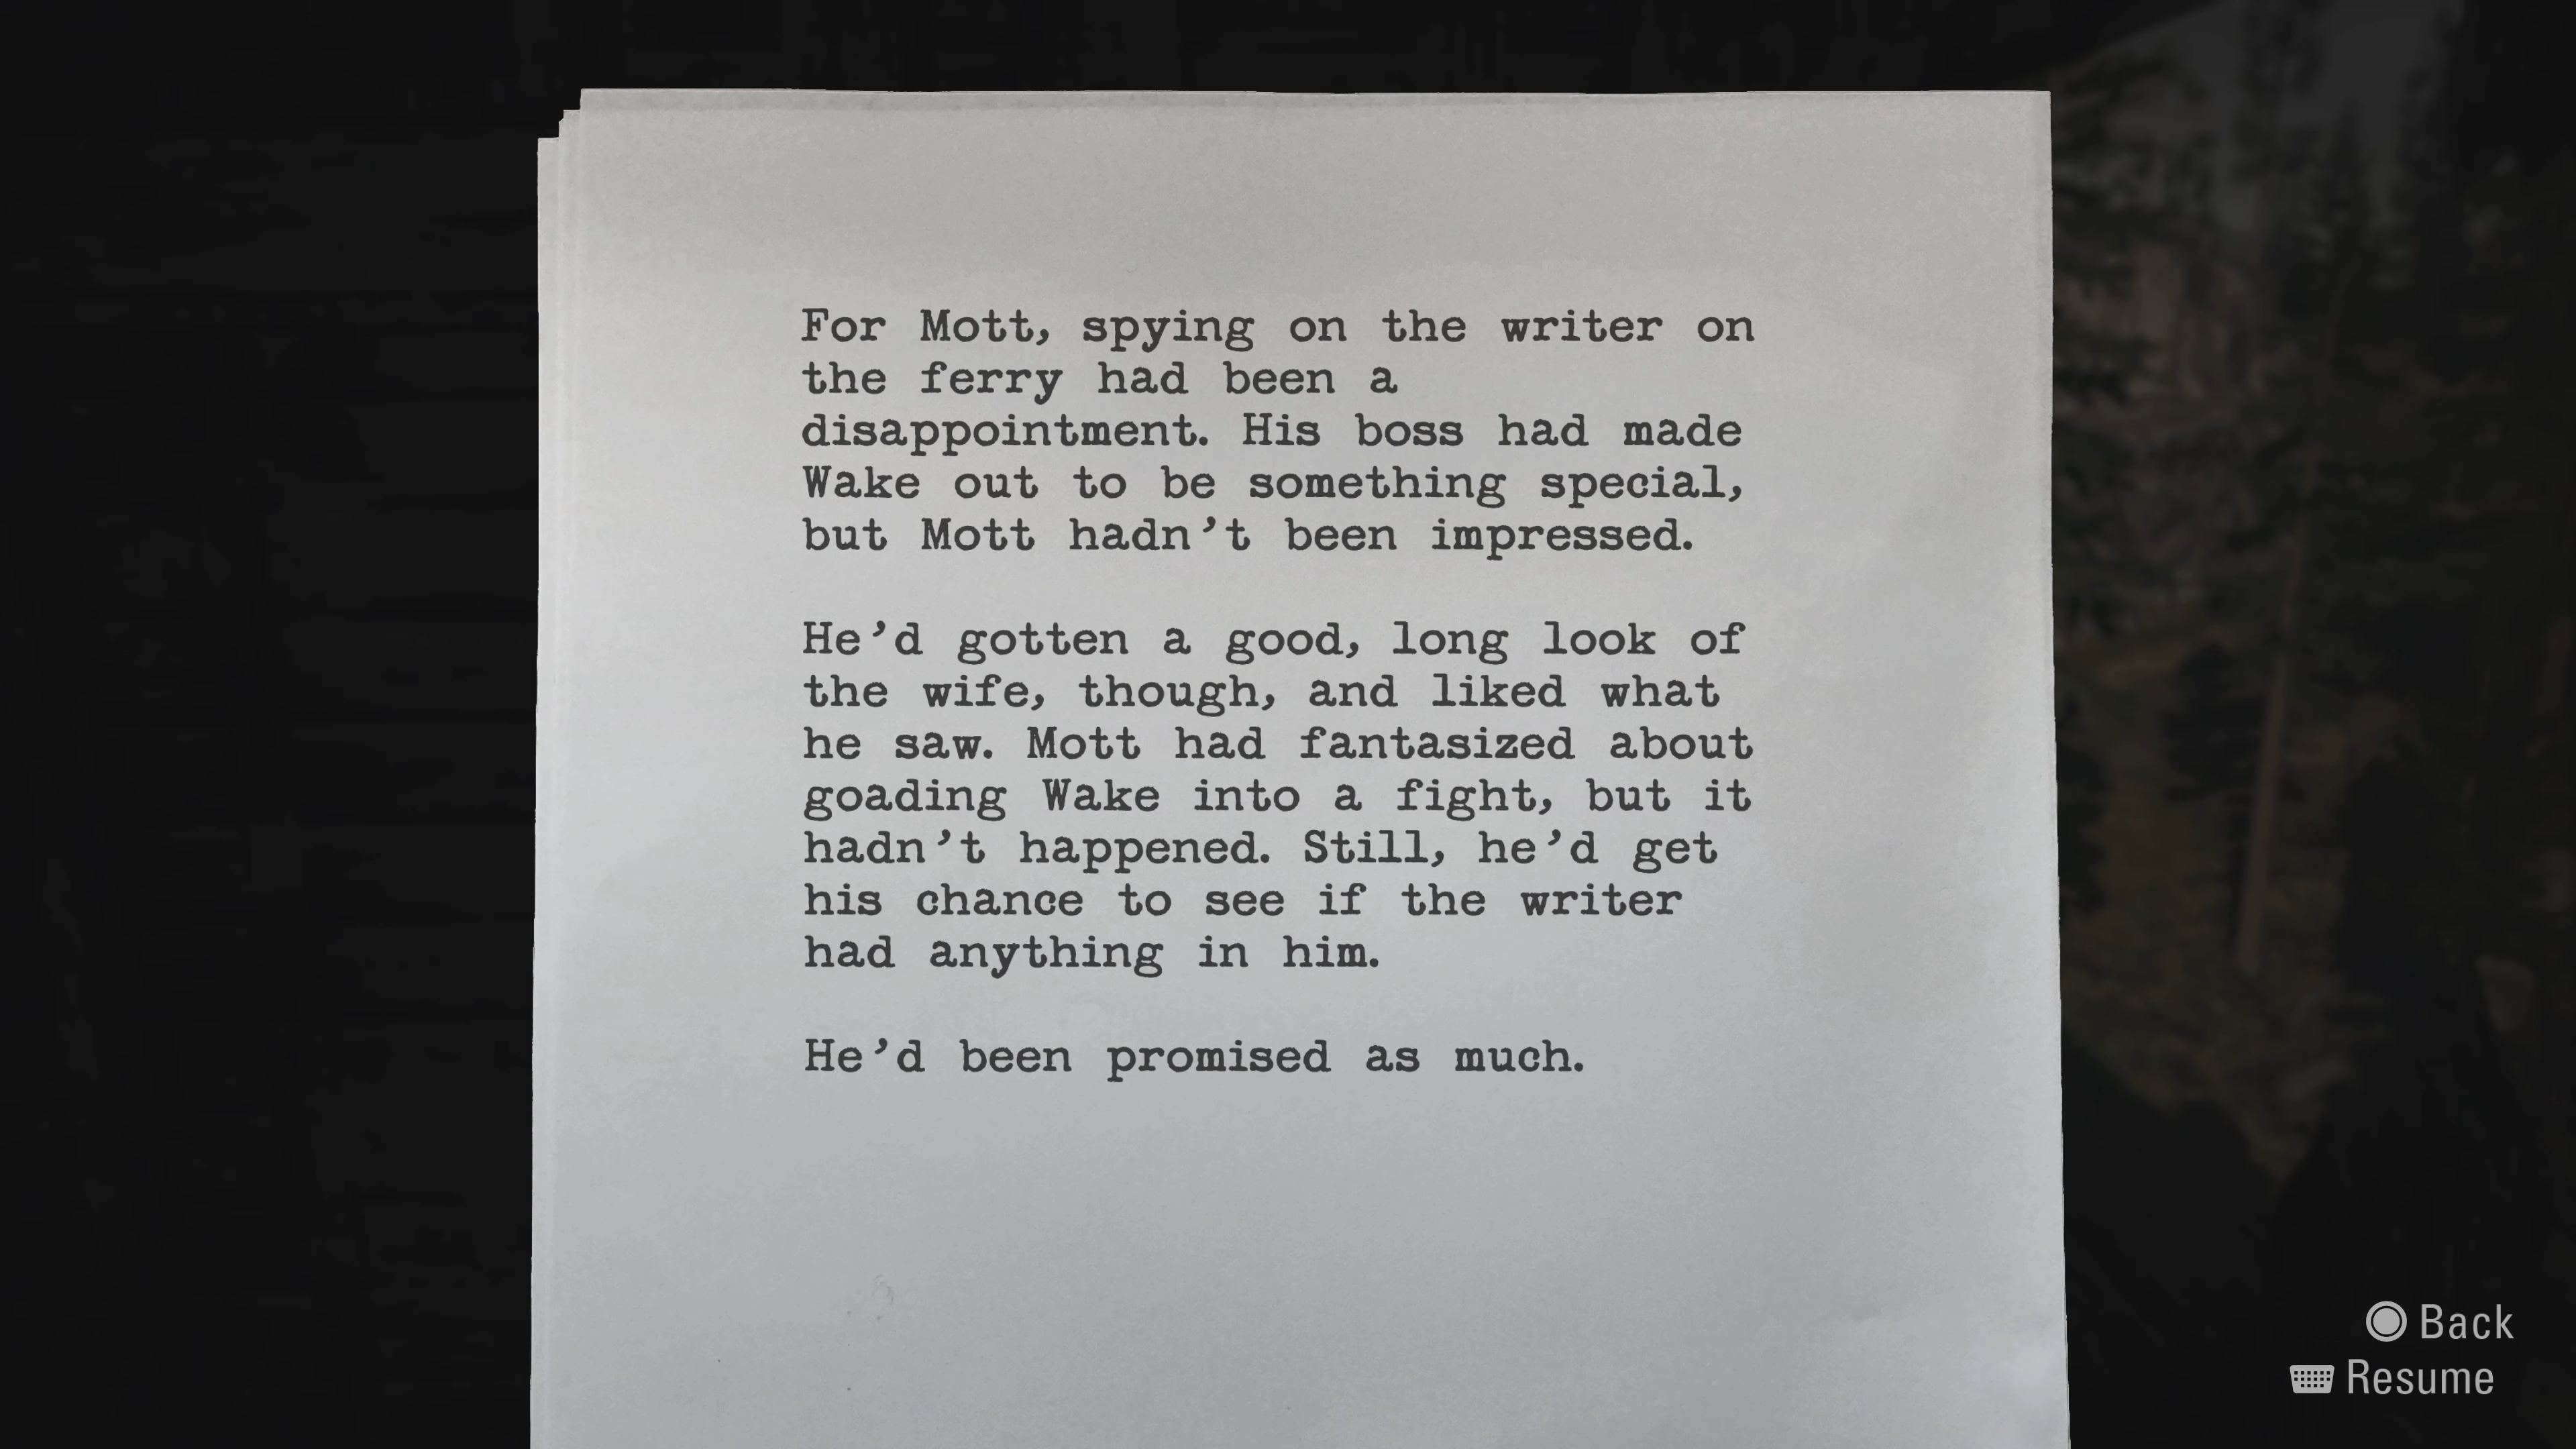 For Mott, spying on the writer on
the ferry had been a
disappointment. His boss had made
Wake out to be something special,
but Mott hadn't been impressed.
He'd gotten a good, long look of
the wife, though, and liked what
he saw. Mott had fantasized about
goading Wake into a fight, but it
hadn't happened. Still, he'd get
his chance to see if the writer
had anything in him.
He'd been promised as much.
Back
Resume